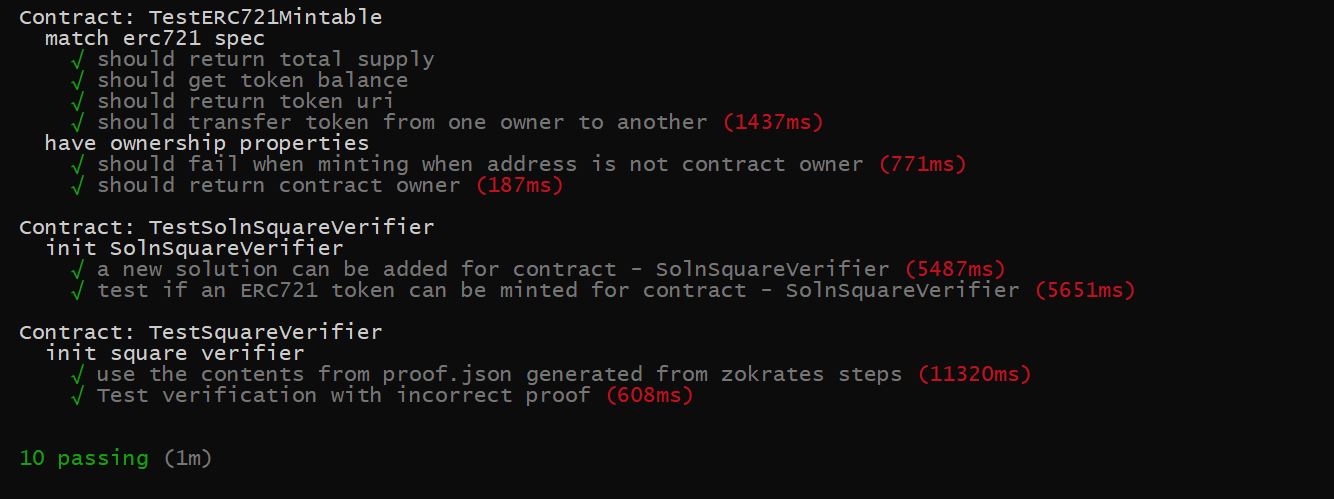 Contract: TestERC721Mintable
match erc721 spec
√ should return total supply
√ should get token balance
√ should return token uri
√ should transfer token from one owner to another (1437ms)
have ownership properties
√ should fail when minting when address is not contract owner (771ms)
√ should return contract owner (187ms)
Contract: TestSolnSquareVerifier
init SolnSquareVerifier
√ a new solution can be added for contract - SolnSquareVerifier (5487ms)
√ test if an ERC721 token can be minted for contract - SolnSquareVerifier (5651ms)
Contract: TestSquareVerifier
init square verifier
√ use the contents from proof.json generated from zokrates steps (11320ms)
√ Test verification with incorrect proof (608ms)
10 passing (1m)